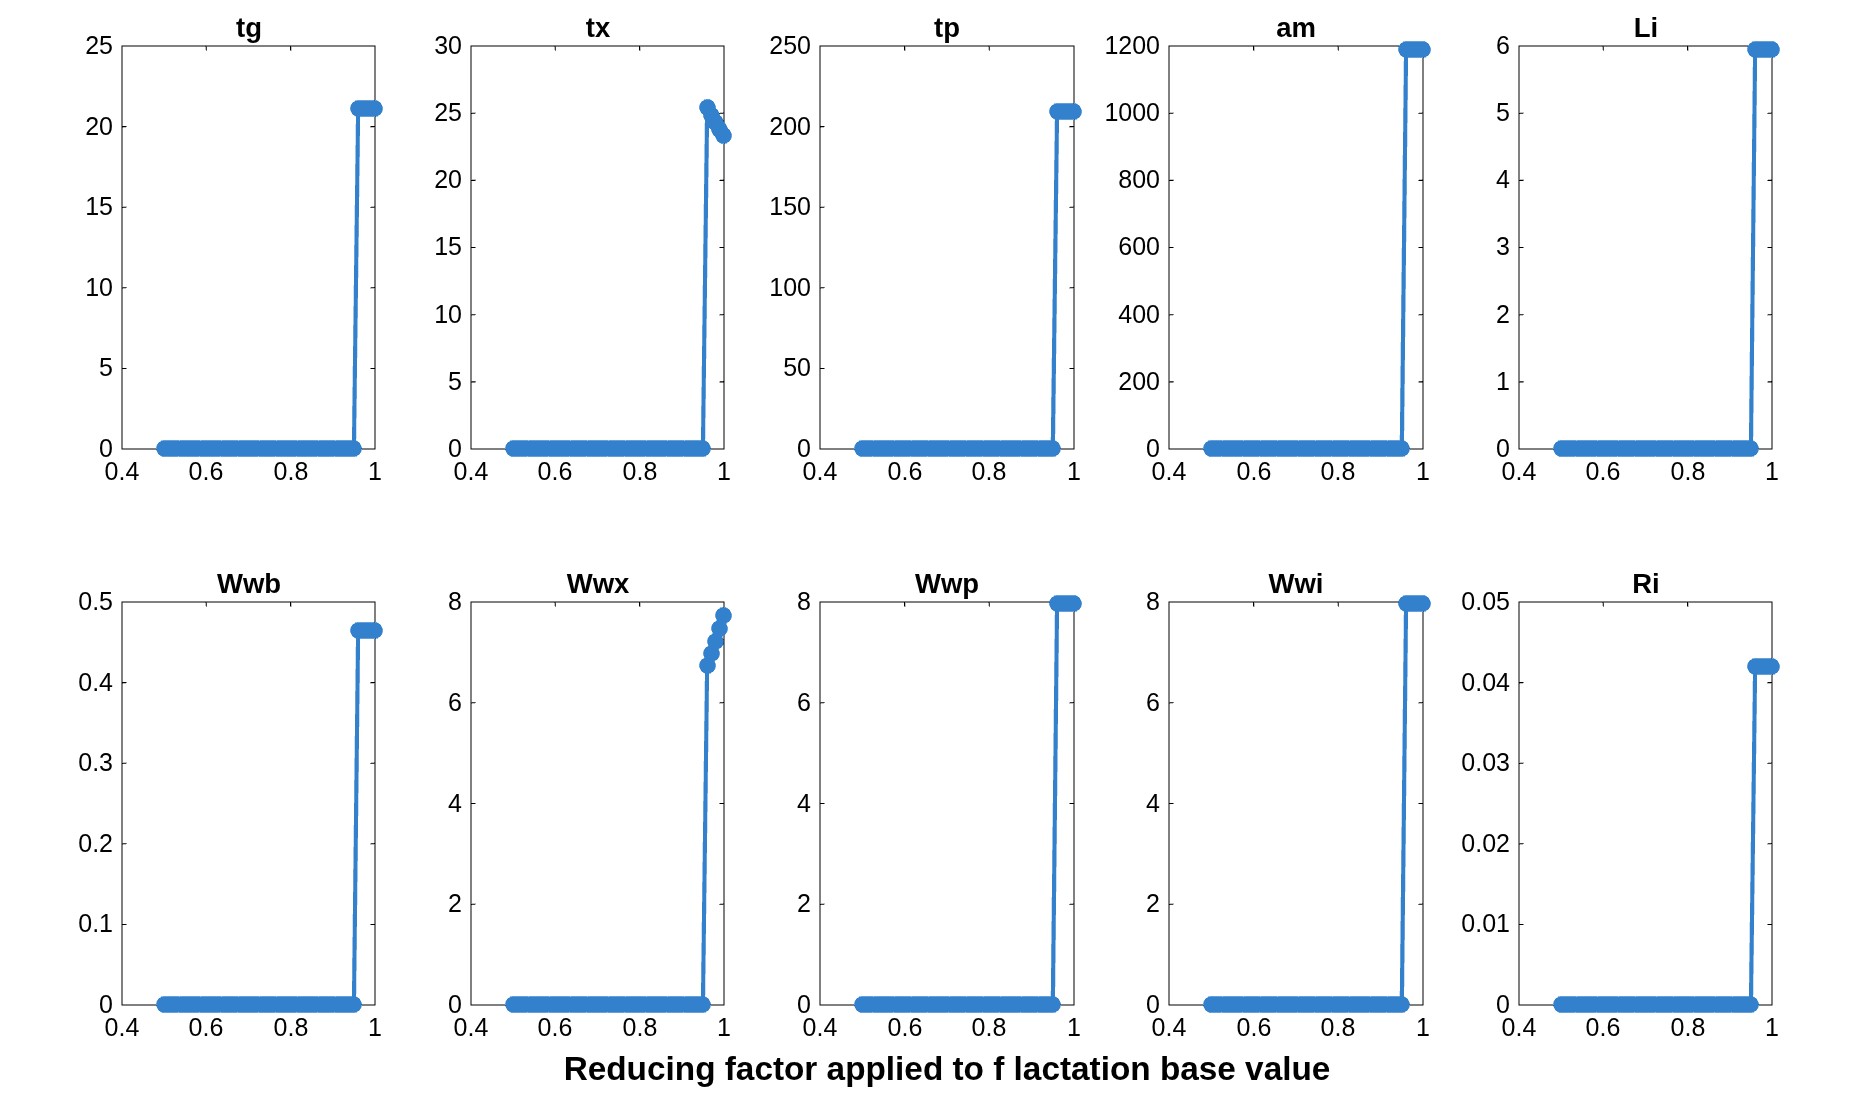 tg tx tp am Li
25 30 250 1200 6
20 25 200 1000 5
15 20 150 800 4
10 15 100 600 3
5 10 50 400 2
0 5 0 200 1
0 0 0
0.4 0.6 0.8 1 0.4 0.6 0.8 1 0.4 0.6 0.8 1 0.4 0.6 0.8 1 0.4 0.6 0.8 1
Wwb Wwx Wwp Wwi Ri
0.5 8 8 8 0.05
0.4 6 6 6 0.04
0.3 4 4 4 0.03
0.2 2 2 2 0.02
0.1 0 0 0 0.01
0 0
0.4 0.6 0.8 1 0.4 0.6 0.8 1 0.4 0.6 0.8 1 0.4 0.6 0.8 1 0.4 0.6 0.8 1
Reducing factor applied to f lactation base value